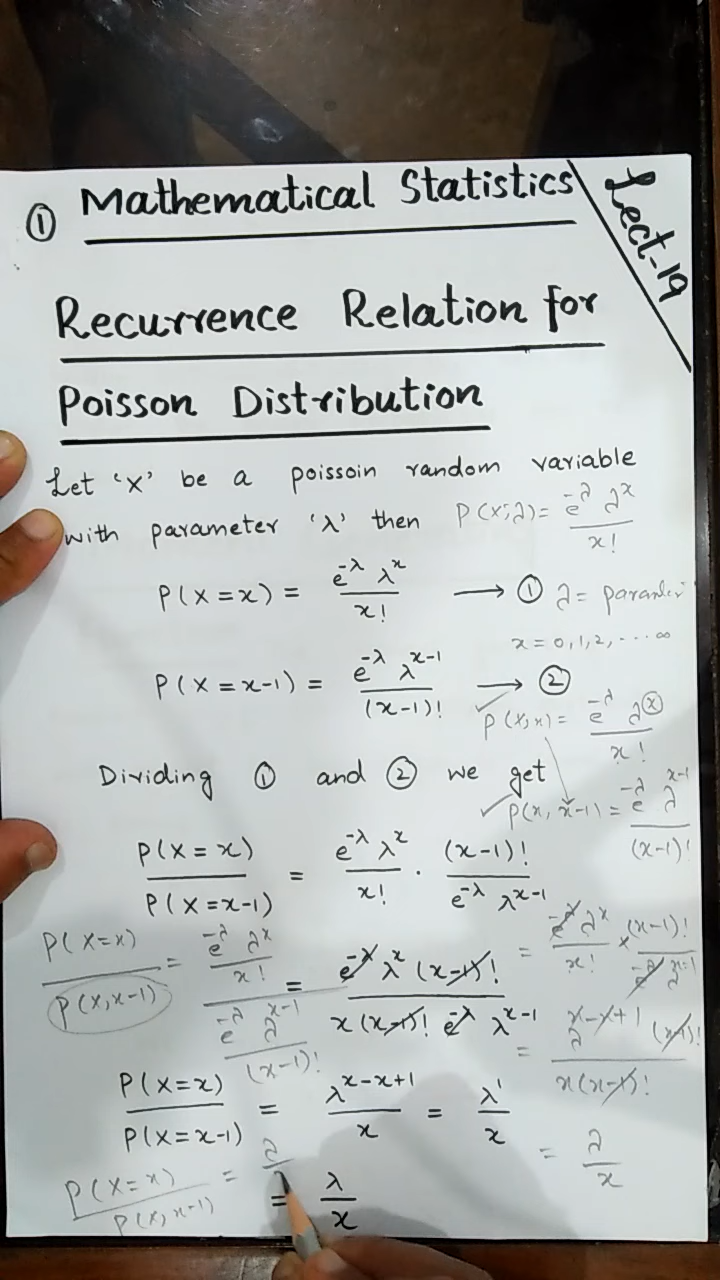 ① Mathematical Statistics
Lect-19
Recurrence Relation for
Poisson Distribution
Let 'X' be a poissoin random variable
with parameter 'λ' then P(x;λ) = e^{-λ} λ^x / x!
P(X=x) = e^{-λ} λ^x / x! → ① λ = paramter
x = 0,1,2, --- ∞
P(X=x-1) = e^{-λ} λ^{x-1} / (x-1)! → ②
P(X,x) = e^{-λ} λ^x / x!
Dividing ① and ② we get
P(x, x-1) = e^{-λ} λ^{x-1} / (x-1)!
P(X=x) / P(X=x-1) = e^{-λ} λ^x / x! · (x-1)! / e^{-λ} λ^{x-1}
P(X=x) / P(X,x-1) = e^{-λ} λ^x / x! / e^{-λ} λ^{x-1} / (x-1)!
= e^{-λ} λ^x (x-1)! / x(x-1)! e^{-λ} λ^{x-1}
= e^{-λ} λ^x / x! × (x-1)! / e^{-λ} λ^{x-1}
= λ^{x-x+1} (x-1)! / x(x-1)!
P(X=x) / P(X=x-1) = λ^{x-x+1} / x = λ^1 / x
= λ / x
P(X=x) / P(X,x-1) = λ
= λ / x